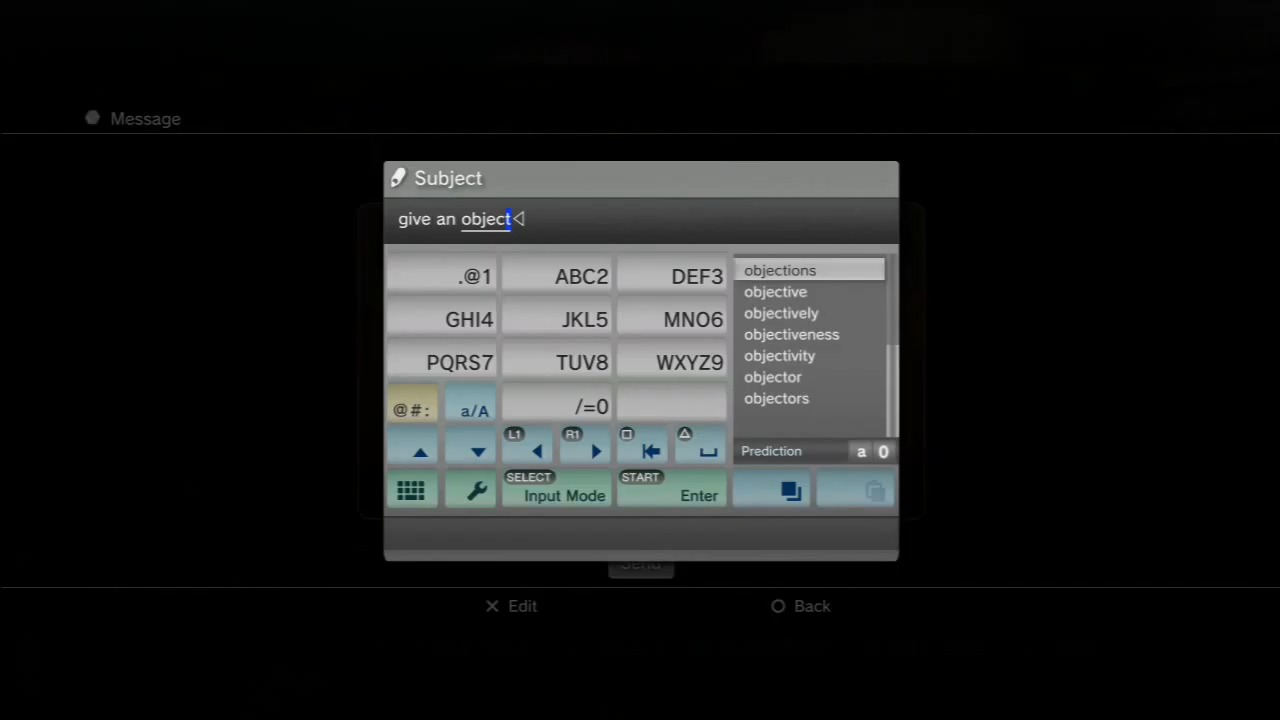 Message
Subject
give an object
.@1 ABC2 DEF3
GHI4 JKL5 MNO6
PQRS7 TUV8 WXYZ9
@#: a/A /=0
L1 R1
SELECT Input Mode START Enter
objections
objective
objectively
objectiveness
objectivity
objector
objectors
Prediction a 0
Send
Edit Back